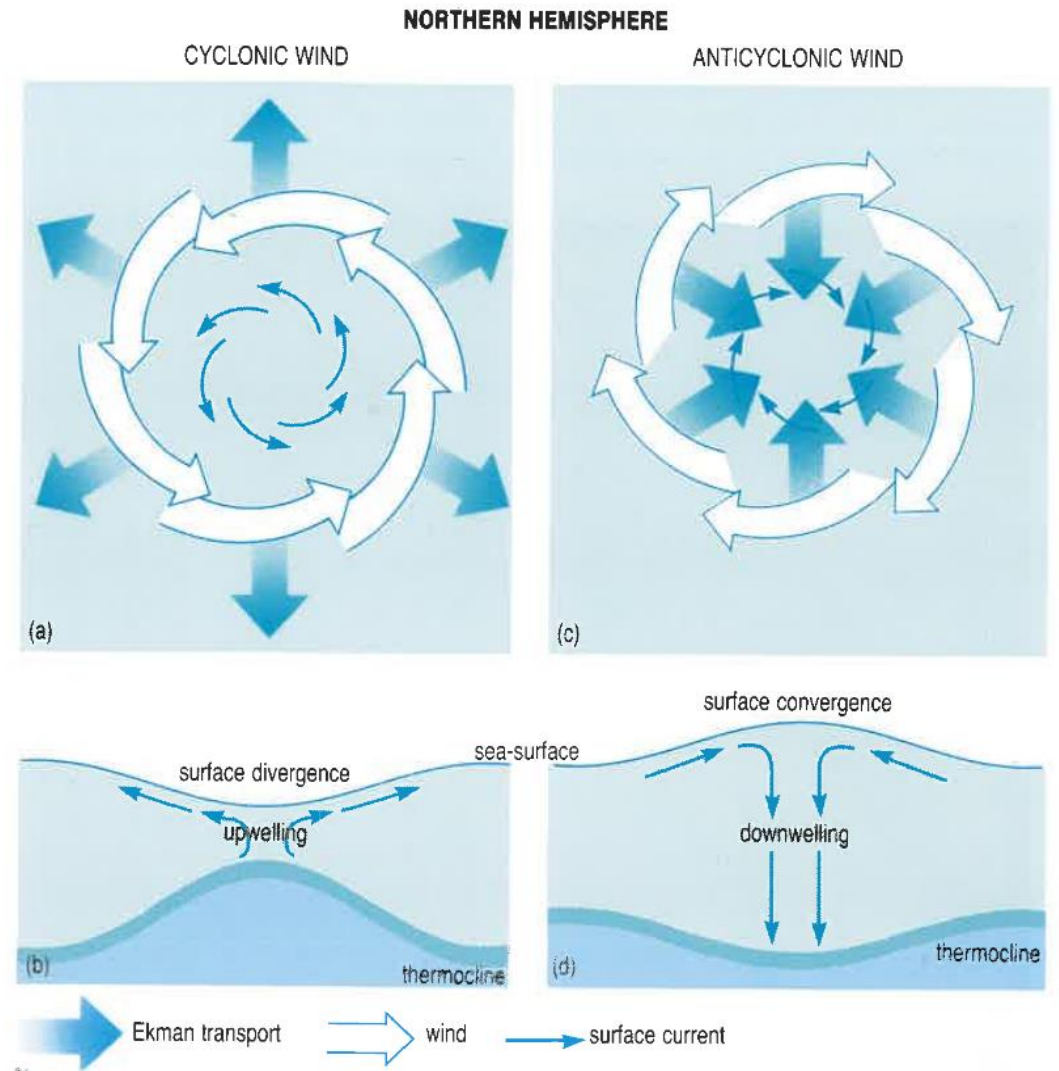 NORTHERN HEMISPHERE
CYCLONIC WIND
ANTICYCLONIC WIND
(a)
(c)
surface convergence
sea-surface
surface divergence
upwelling
downwelling
(b)
thermocline
(d)
thermocline
Ekman transport
wind
surface current